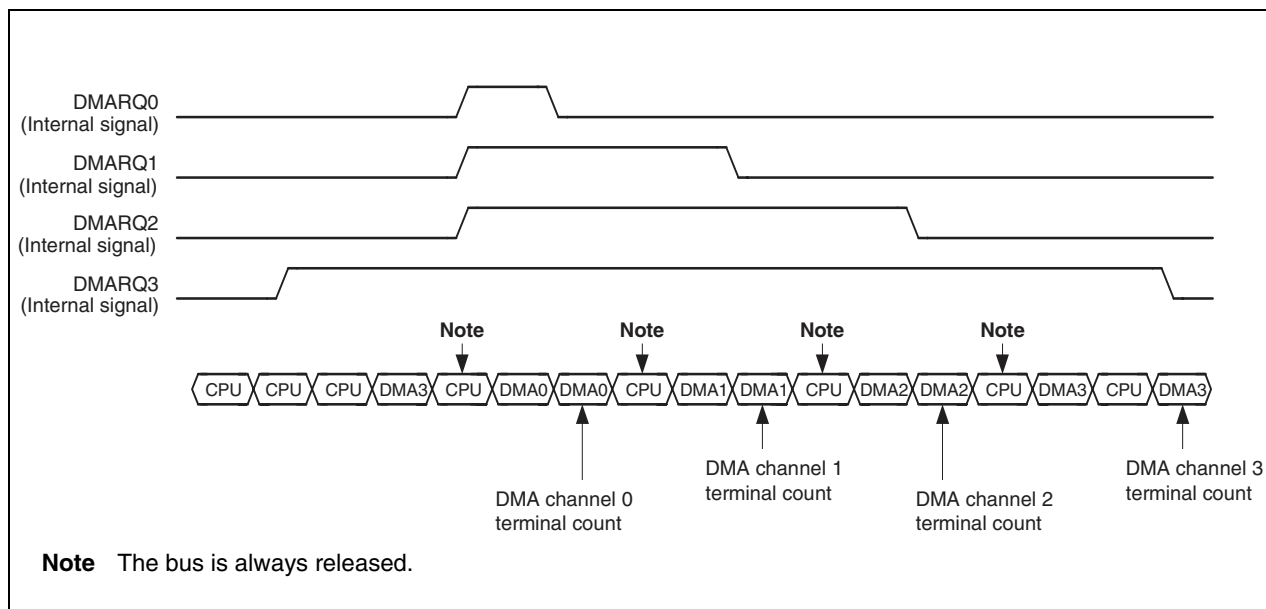 DMARQ0
(Internal signal)
DMARQ1
(Internal signal)
DMARQ2
(Internal signal)
DMARQ3
(Internal signal)
Note Note Note Note
CPU CPU CPU DMA3 CPU DMA0 DMA0 CPU DMA1 DMA1 CPU DMA2 DMA2 CPU DMA3 CPU DMA3
DMA channel 0
terminal count
DMA channel 1
terminal count
DMA channel 2
terminal count
DMA channel 3
terminal count
Note The bus is always released.